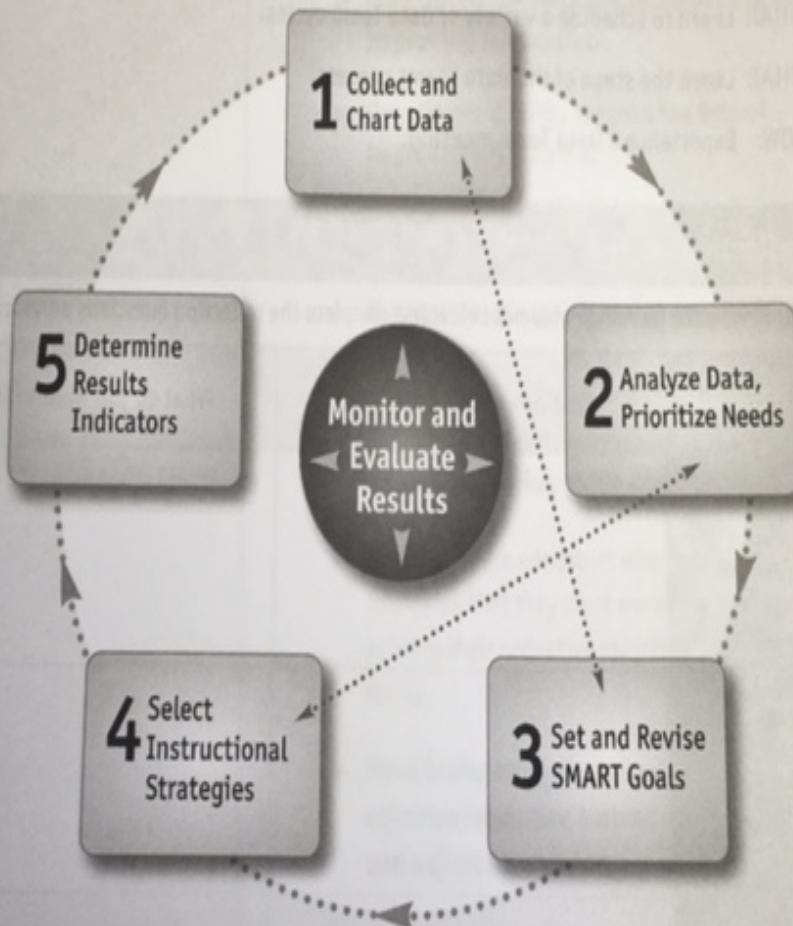 1 Collect and
Chart Data
2 Analyze Data,
Prioritize Needs
3 Set and Revise
SMART Goals
4 Select
Instructional
Strategies
5 Determine
Results
Indicators
Monitor and
Evaluate
Results